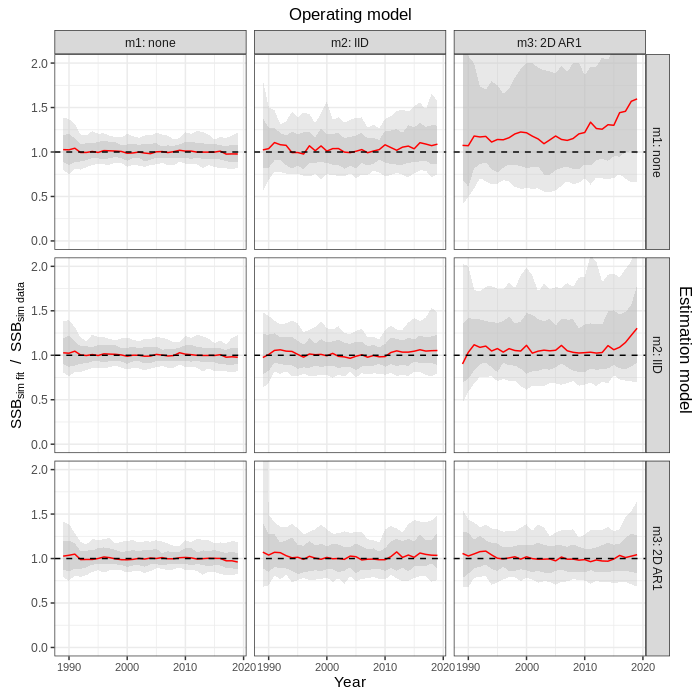 Operating model
m1: none m2: IID m3: 2D AR1
2.0
1.5
1.0
0.5
0.0
m1: none
2.0
1.5
1.0
0.5
0.0
m2: IID
2.0
1.5
1.0
0.5
0.0
m3: 2D AR1
SSBsim fit / SSBsim data
Estimation model
1990 2000 2010 2020 1990 2000 2010 2020 1990 2000 2010 2020
Year